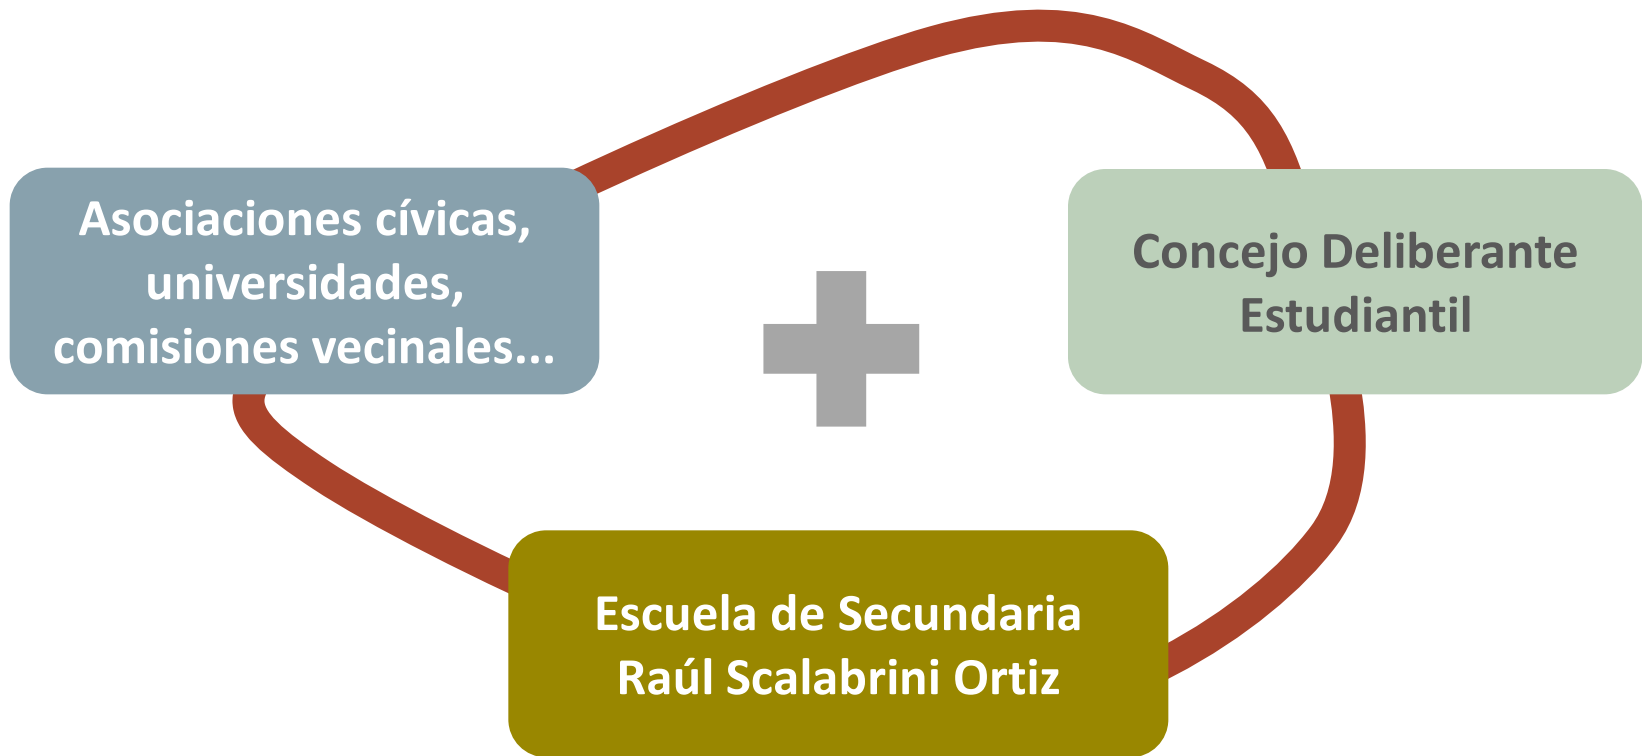 Asociaciones cívicas,
universidades,
comisiones vecinales...
Concejo Deliberante
Estudiantil
Escuela de Secundaria
Raúl Scalabrini Ortiz